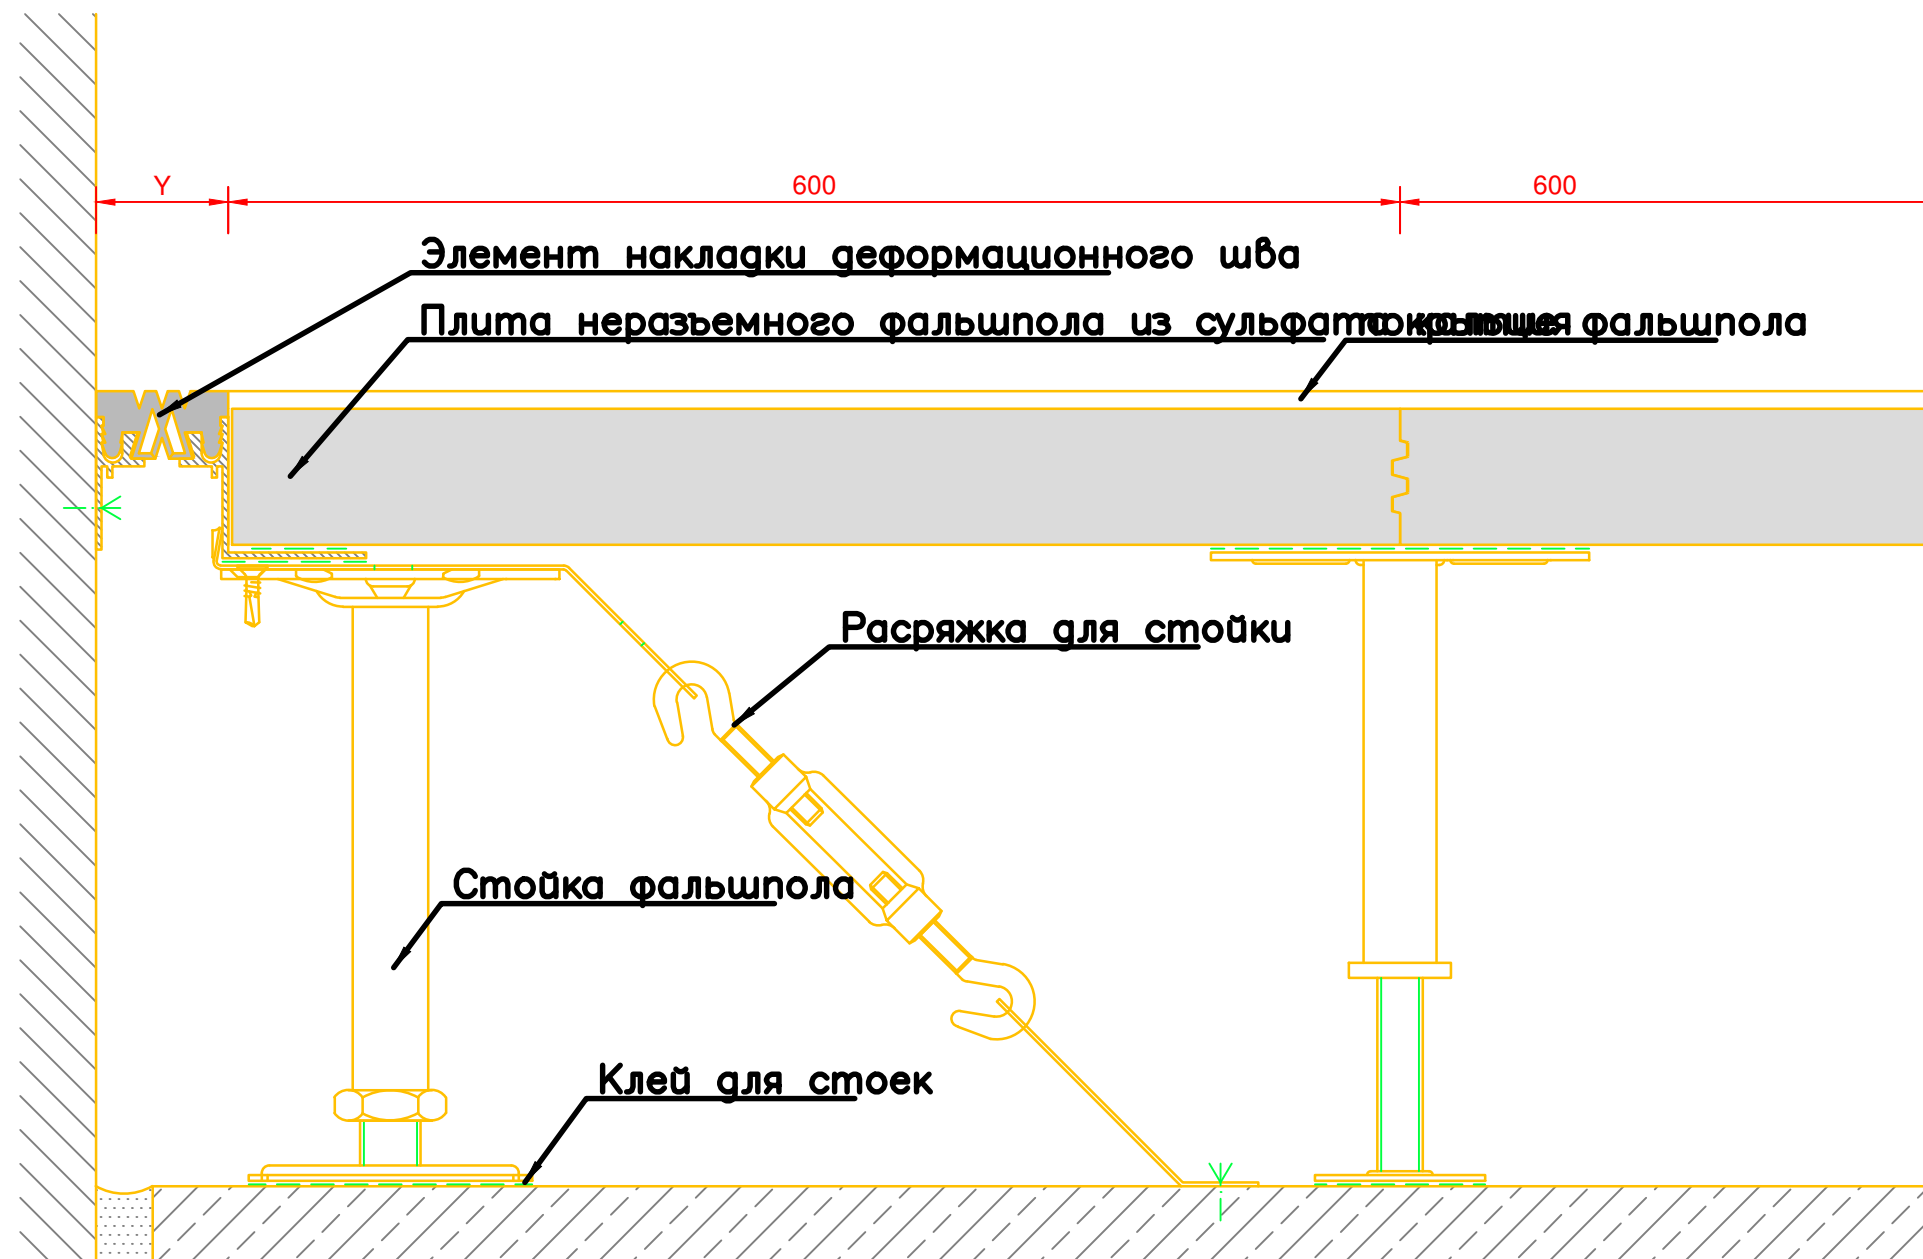 Y 600 600
Элемент накладки деформационного шва
Плита неразъемного фальшпола из сульфата кальция
покрытие фальшпола
Расряжка для стойки
Стойка фальшпола
Клей для стоек